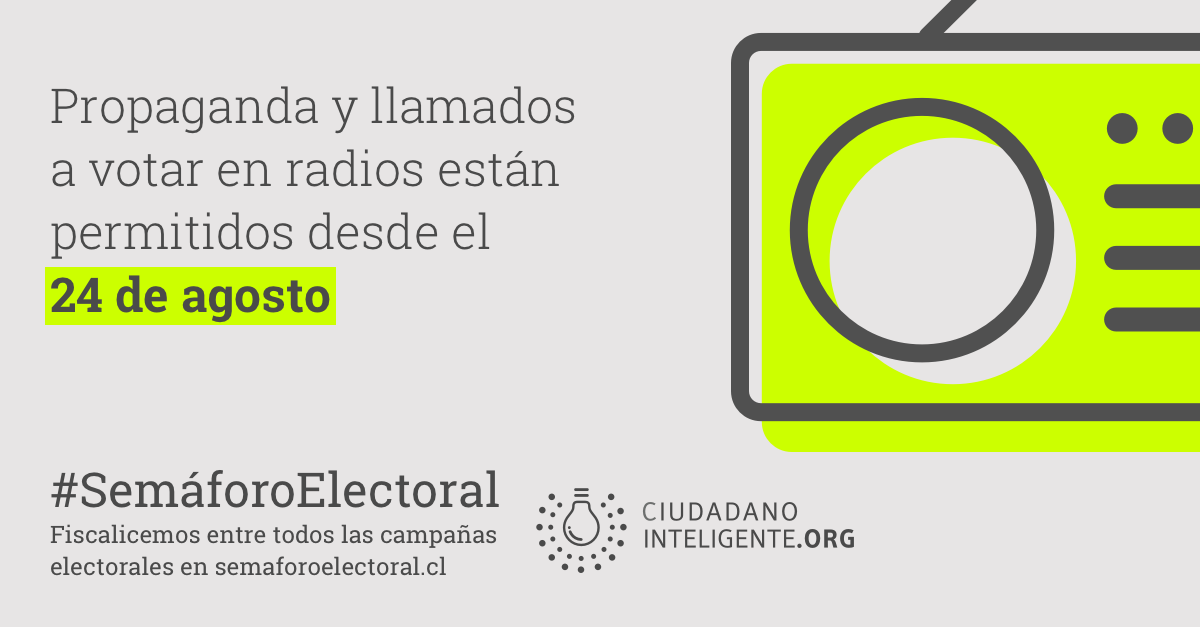 Propaganda y llamados
a votar en radios están
permitidos desde el
24 de agosto
#SemáforoElectoral
Fiscalicemos entre todos las campañas
electorales en semaforoelectoral.cl
CIUDADANO
INTELIGENTE.ORG